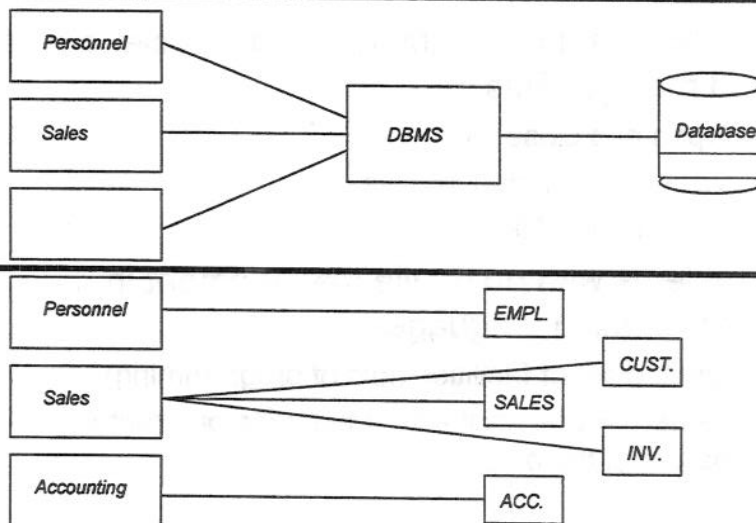 Personnel
Sales
DBMS
Database
Personnel
EMPL.
CUST.
Sales
SALES
INV.
Accounting
ACC.